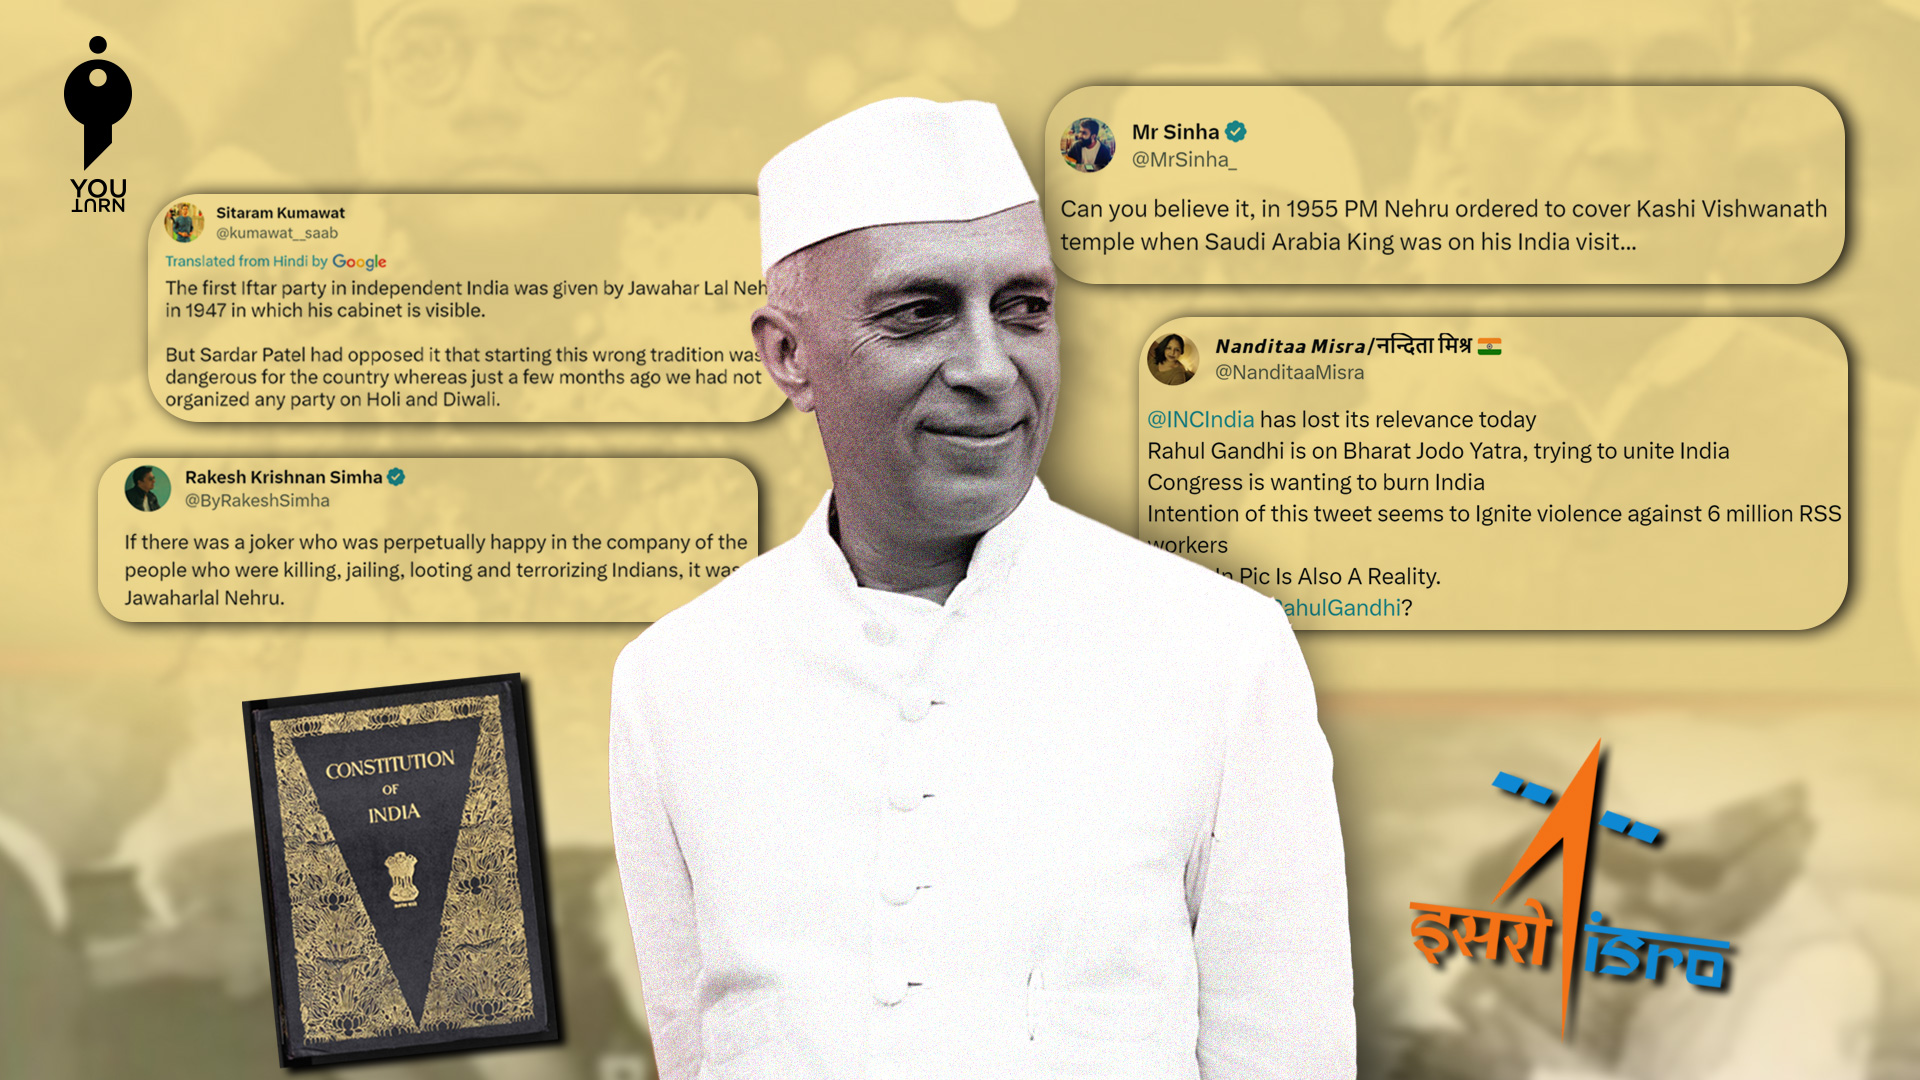 YOU
TURN
Sitaram Kumawat
@kumawat__saab
Translated from Hindi by Google
The first Iftar party in independent India was given by Jawahar Lal Neh
in 1947 in which his cabinet is visible.
But Sardar Patel had opposed it that starting this wrong tradition was
dangerous for the country whereas just a few months ago we had not
organized any party on Holi and Diwali.
Rakesh Krishnan Simha
@ByRakeshSimha
If there was a joker who was perpetually happy in the company of the
people who were killing, jailing, looting and terrorizing Indians, it was
Jawaharlal Nehru.
Mr Sinha
@MrSinha_
Can you believe it, in 1955 PM Nehru ordered to cover Kashi Vishwanath
temple when Saudi Arabia King was on his India visit...
Nanditaa Misra/नन्दिता मिश्र
@NanditaaMisra
@INCIndia has lost its relevance today
Rahul Gandhi is on Bharat Jodo Yatra, trying to unite India
Congress is wanting to burn India
Intention of this tweet seems to Ignite violence against 6 million RSS
workers
In Pic Is Also A Reality.
RahulGandhi?
CONSTITUTION
OF
INDIA
इसरो isro